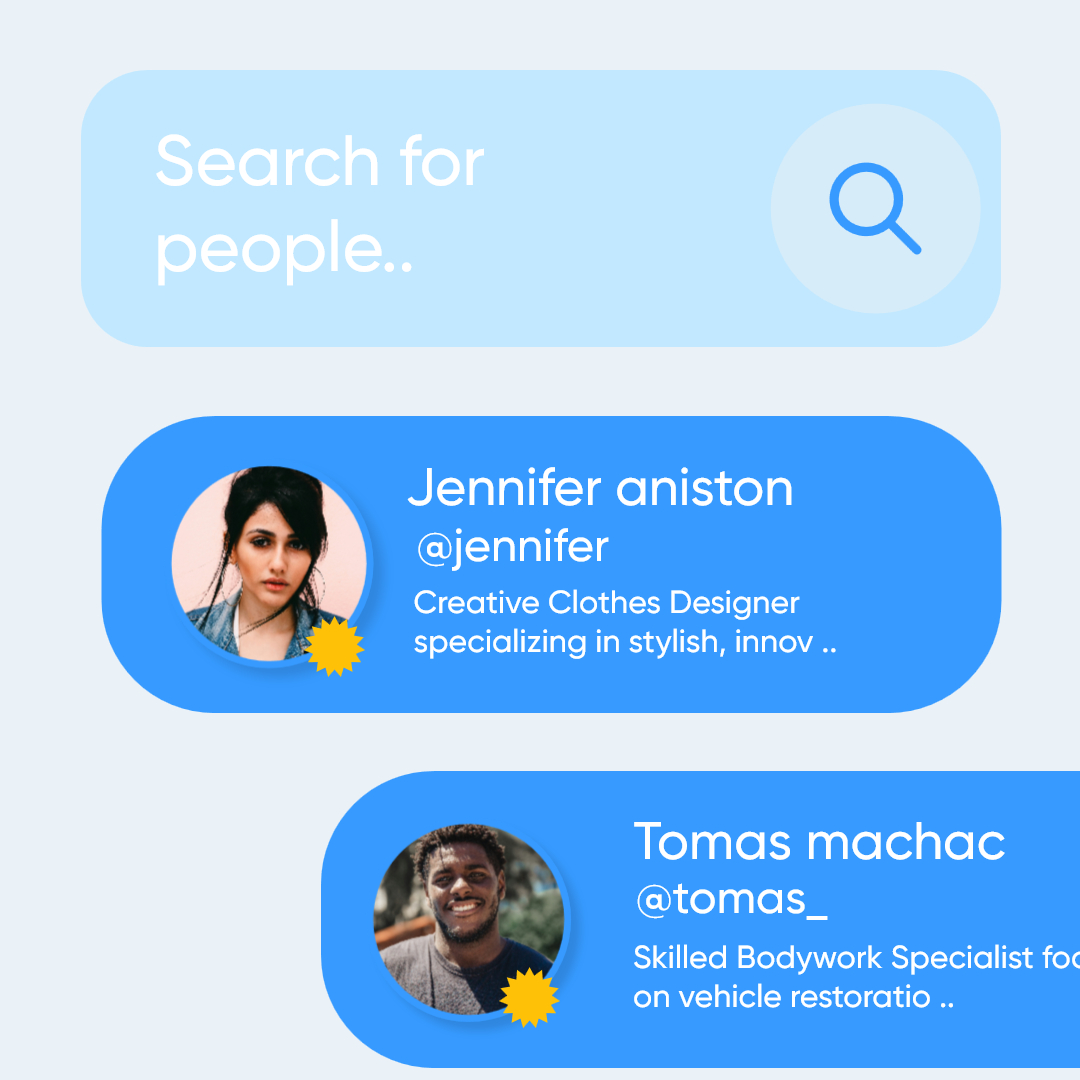 Search for
people..
Jennifer aniston
@jennifer
Creative Clothes Designer
specializing in stylish, innov ..
Tomas machac
@tomas_
Skilled Bodywork Specialist foc
on vehicle restoratio ..